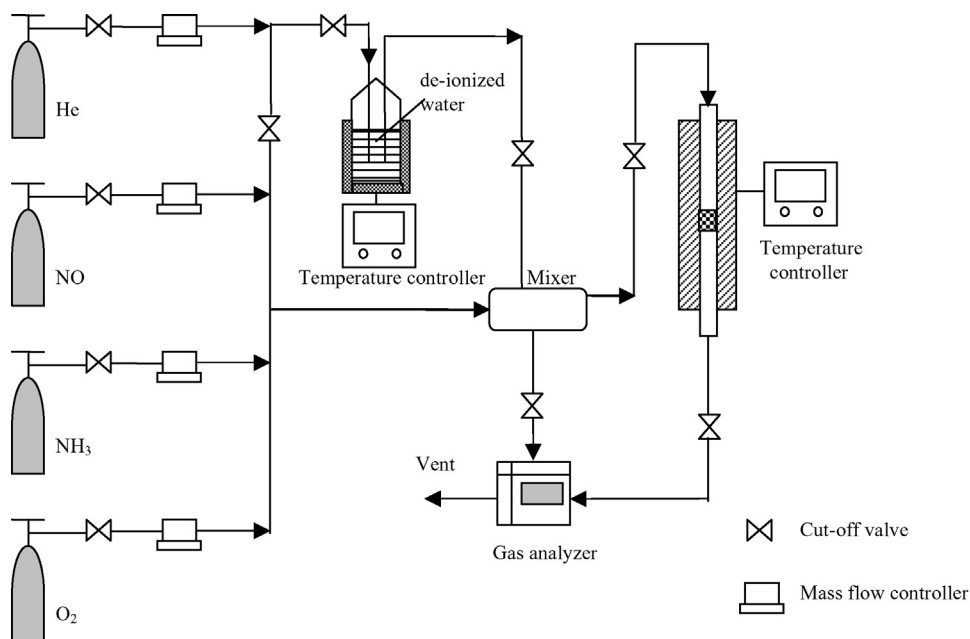 He
de-ionized
water
NO
Temperature controller
Mixer
Temperature
controller
NH₃
Vent
Gas analyzer
O₂
Cut-off valve
Mass flow controller